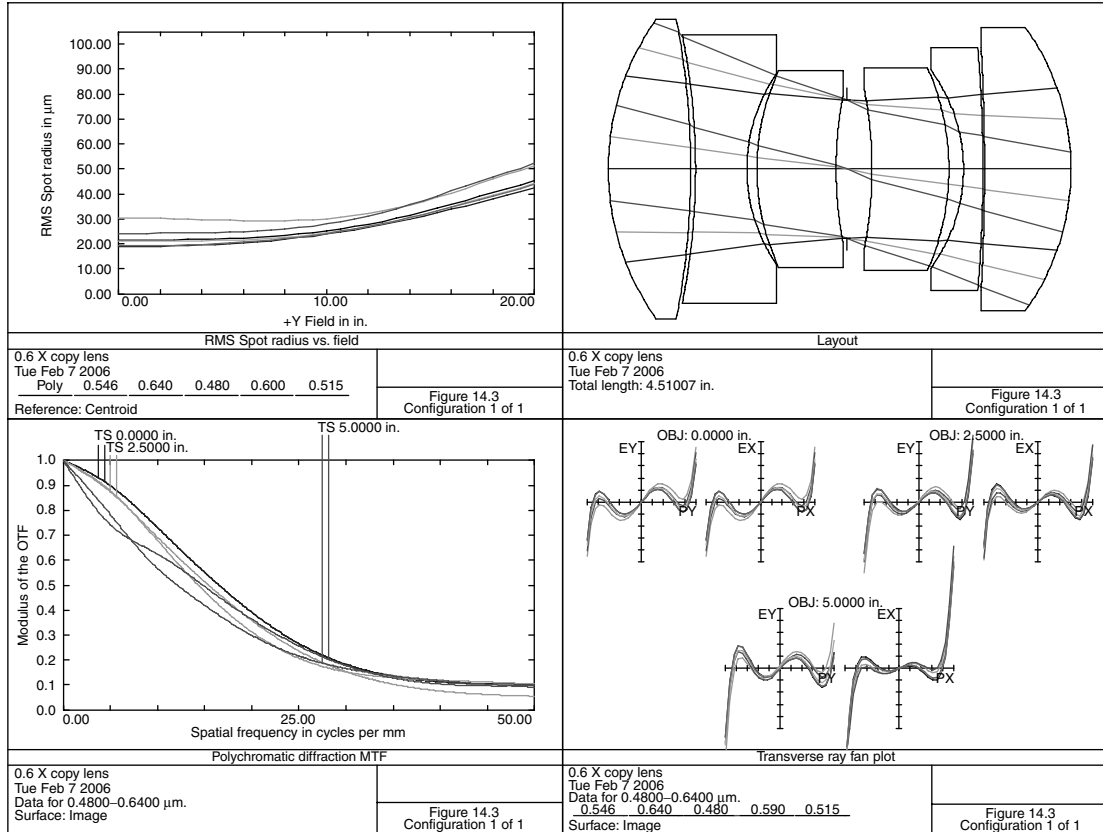 RMS Spot radius in μm
100.00
90.00
80.00
70.00
60.00
50.00
40.00
30.00
20.00
10.00
0.00
0.00 10.00 20.00
+Y Field in in.
RMS Spot radius vs. field
0.6 X copy lens
Tue Feb 7 2006
Poly 0.546 0.640 0.480 0.600 0.515
Reference: Centroid
Figure 14.3
Configuration 1 of 1
Layout
0.6 X copy lens
Tue Feb 7 2006
Total length: 4.51007 in.
Figure 14.3
Configuration 1 of 1
TS 0.0000 in.
TS 2.5000 in.
TS 5.0000 in.
Modulus of the OTF
1.0
0.9
0.8
0.7
0.6
0.5
0.4
0.3
0.2
0.1
0.0
0.00 25.00 50.00
Spatial frequency in cycles per mm
Polychromatic diffraction MTF
0.6 X copy lens
Tue Feb 7 2006
Data for 0.4800–0.6400 μm.
Surface: Image
Figure 14.3
Configuration 1 of 1
EY OBJ: 0.0000 in. EX
PY PX
EY OBJ: 2.5000 in. EX
PY PX
EY OBJ: 5.0000 in. EX
PY PX
Transverse ray fan plot
0.6 X copy lens
Tue Feb 7 2006
Data for 0.4800–0.6400 μm.
0.546 0.640 0.480 0.590 0.515
Surface: Image
Figure 14.3
Configuration 1 of 1